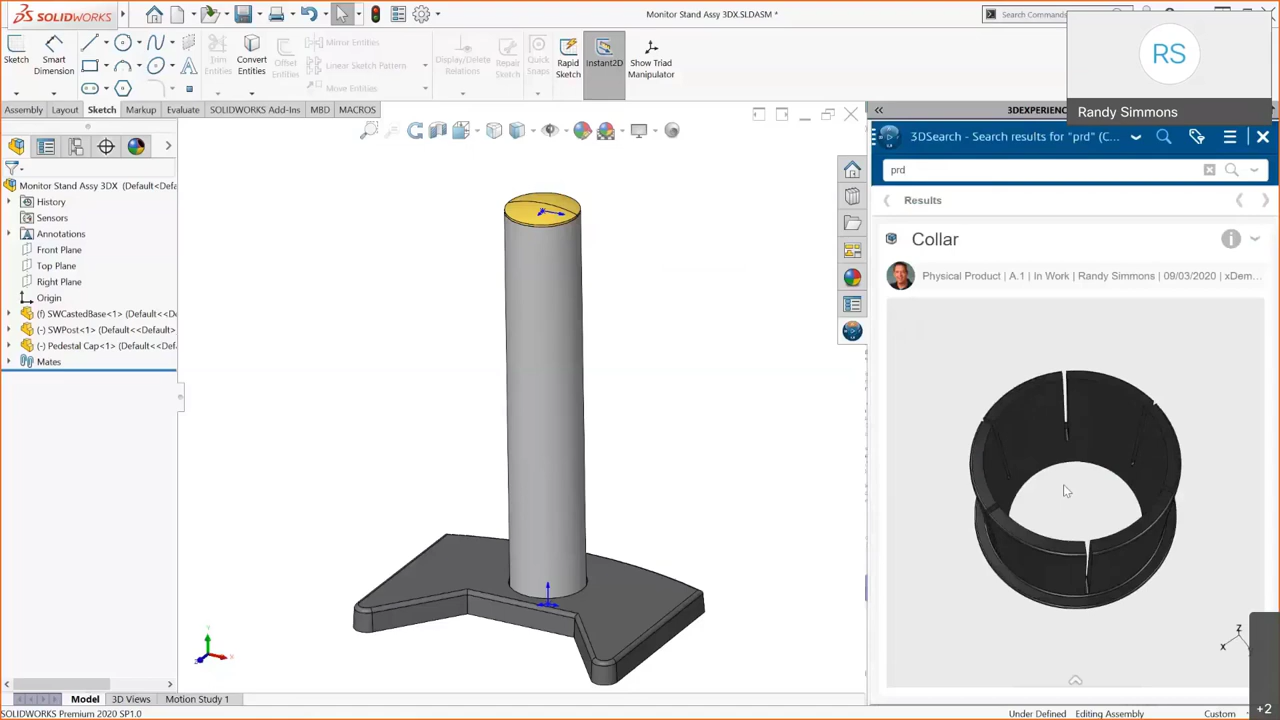 SOLIDWORKS
Monitor Stand Assy 3DX.SLDASM *
Search Commands
RS
Randy Simmons
Sketch
Smart Dimension
Trim Entities
Convert Entities
Offset Entities
Mirror Entities
Linear Sketch Pattern
Move Entities
Display/Delete Relations
Repair Sketch
Quick Snaps
Rapid Sketch
Instant2D
Show Triad Manipulator
Assembly
Layout
Sketch
Markup
Evaluate
SOLIDWORKS Add-Ins
MBD
MACROS
3DEXPERIENCE
3DSearch - Search results for "prd" (C...
prd
Results
Collar
Physical Product | A.1 | In Work | Randy Simmons | 09/03/2020 | xDem...
Monitor Stand Assy 3DX (Default<Defa
History
Sensors
Annotations
Front Plane
Top Plane
Right Plane
Origin
(f) SWCastedBase<1> (Default<<Def
(-) SWPost<1> (Default<<Default>
(-) Pedestal Cap<1> (Default<<Defa
Mates
Y
X
Z
Z
X
Model
3D Views
Motion Study 1
SOLIDWORKS Premium 2020 SP1.0
Under Defined
Editing Assembly
Custom
+2